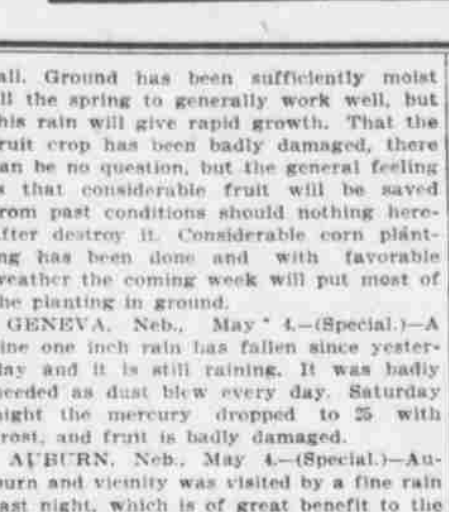 all. Ground has been sufficiently moist
ll the spring to generally work well, but
his rain will give rapid growth. That the
ruit crop has been badly damaged, there
an be no question, but the general feeling
s that considerable fruit will be saved
rom past conditions should nothing here-
fter destroy it. Considerable corn plant-
ng has been done and with favorable
weather the coming week will put most of
he planting in ground.
GENEVA, Neb., May 4.—(Special.)—A
fine one inch rain has fallen since yester-
day and it is still raining. It was badly
needed as dust blew every day. Saturday
night the mercury dropped to 25 with
frost, and fruit is badly damaged.
AUBURN, Neb., May 4.—(Special.)—Au-
burn and vicinity was visited by a fine rain
last night, which is of great benefit to the